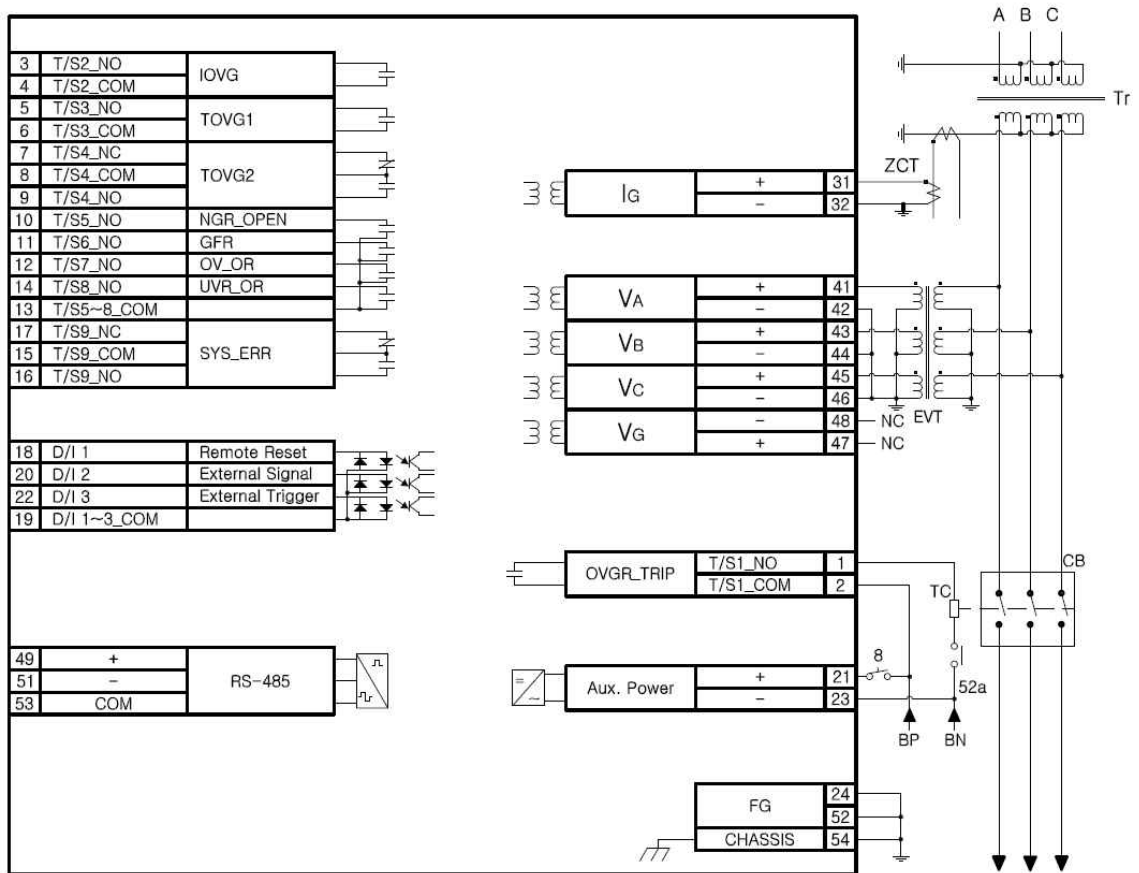 A B C
Tr
3 T/S2_NO IOVG
4 T/S2_COM
5 T/S3_NO TOVG1
6 T/S3_COM
7 T/S4_NC TOVG2
8 T/S4_COM
9 T/S4_NO
10 T/S5_NO NGR_OPEN
11 T/S6_NO GFR
12 T/S7_NO OV_OR
14 T/S8_NO UVR_OR
13 T/S5~8_COM
17 T/S9_NC SYS_ERR
15 T/S9_COM
16 T/S9_NO
18 D/I 1 Remote Reset
20 D/I 2 External Signal
22 D/I 3 External Trigger
19 D/I 1~3_COM
49 + RS-485
51 -
53 COM
ZCT
IG + 31
- 32
VA + 41
- 42
VB + 43
- 44
VC + 45
- 46
VG - 48 NC
+ 47 NC
EVT
OVGR_TRIP T/S1_NO 1
T/S1_COM 2
TC
CB
Aux. Power + 21
- 23
8
52a
BP BN
FG 24
52
CHASSIS 54